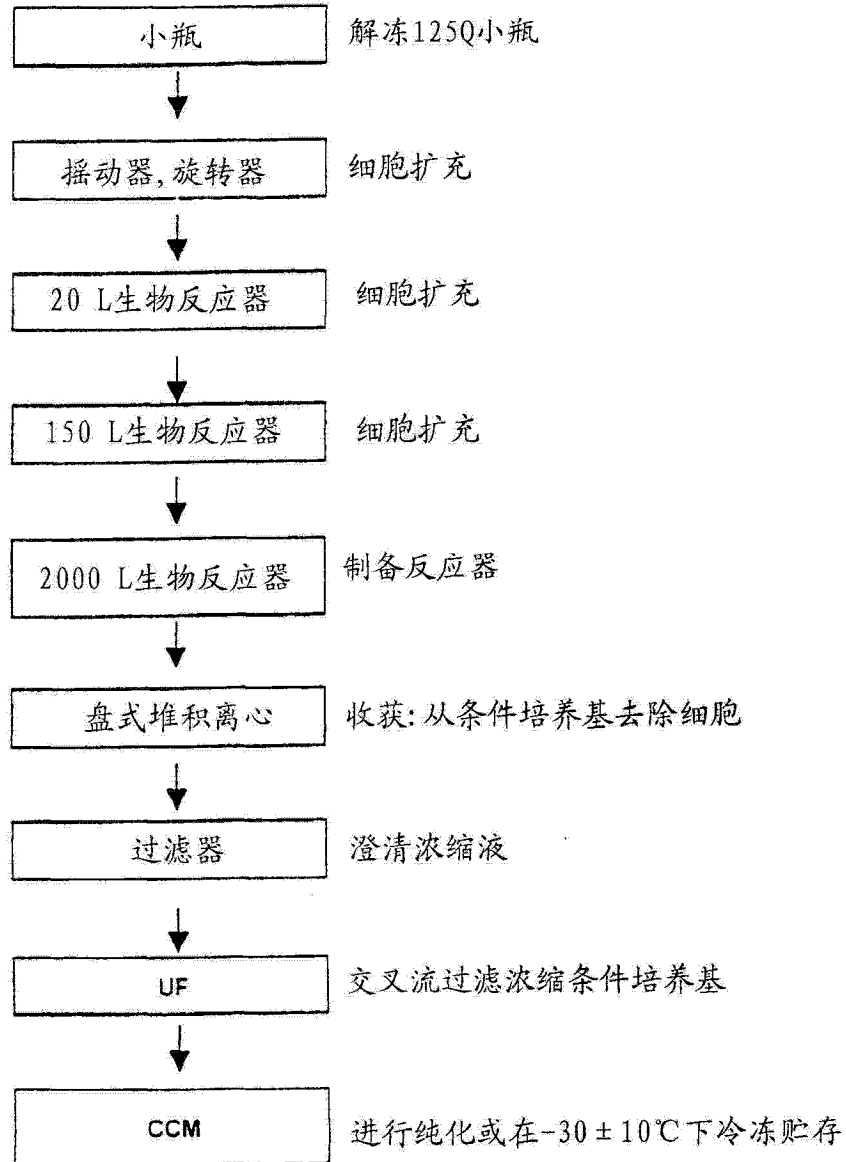 小瓶 解冻125Q小瓶
摇动器,旋转器 细胞扩充
20 L生物反应器 细胞扩充
150 L生物反应器 细胞扩充
2000 L生物反应器 制备反应器
盘式堆积离心 收获:从条件培养基去除细胞
过滤器 澄清浓缩液
UF 交叉流过滤浓缩条件培养基
CCM 进行纯化或在-30±10℃下冷冻贮存